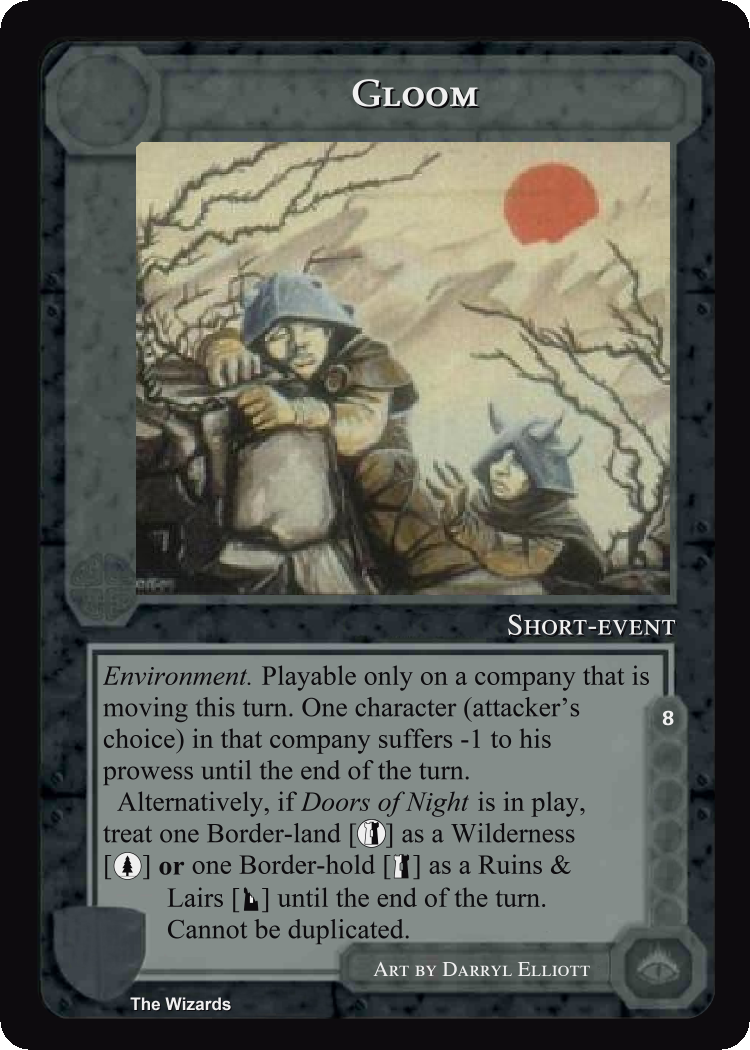 Gloom
Short-event
Environment. Playable only on a company that is
moving this turn. One character (attacker's
choice) in that company suffers -1 to his
prowess until the end of the turn.
Alternatively, if Doors of Night is in play,
treat one Border-land [ ] as a Wilderness
[ ] or one Border-hold [ ] as a Ruins &
Lairs [ ] until the end of the turn.
Cannot be duplicated.
8
Art by Darryl Elliott
The Wizards